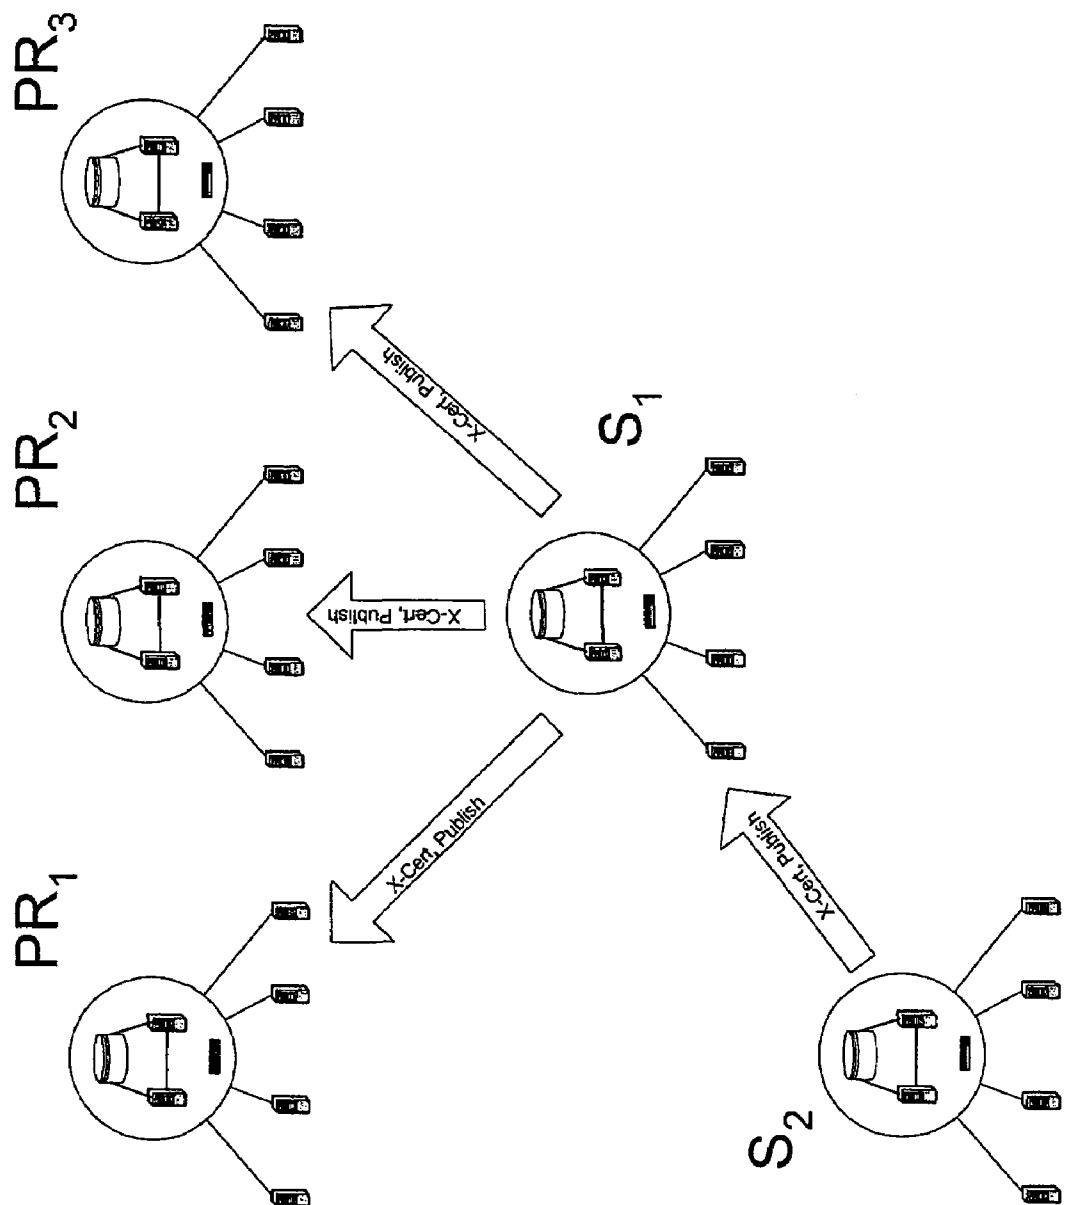 PR₁
PR₂
PR₃
X-Cert, Publish
X-Cert, Publish
X-Cert, Publish
S₁
X-Cert, Publish
S₂